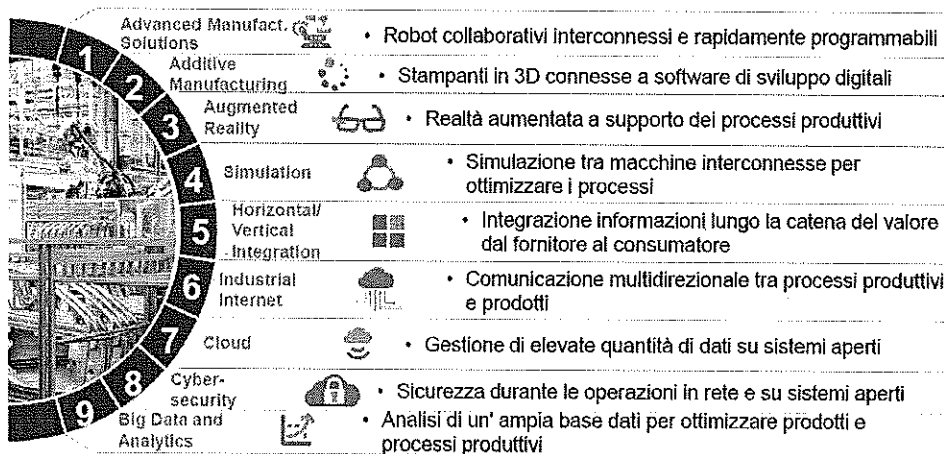 1
Advanced Manufact.
Solutions
• Robot collaborativi interconnessi e rapidamente programmabili
2
Additive
Manufacturing
• Stampanti in 3D connesse a software di sviluppo digitali
3
Augmented
Reality
• Realtà aumentata a supporto dei processi produttivi
4
Simulation
• Simulazione tra macchine interconnesse per
ottimizzare i processi
5
Horizontal/
Vertical
Integration
• Integrazione informazioni lungo la catena del valore
dal fornitore al consumatore
6
Industrial
Internet
• Comunicazione multidirezionale tra processi produttivi
e prodotti
7
Cloud
• Gestione di elevate quantità di dati su sistemi aperti
8
Cyber-
security
• Sicurezza durante le operazioni in rete e su sistemi aperti
9
Big Data and
Analytics
• Analisi di un' ampia base dati per ottimizzare prodotti e
processi produttivi